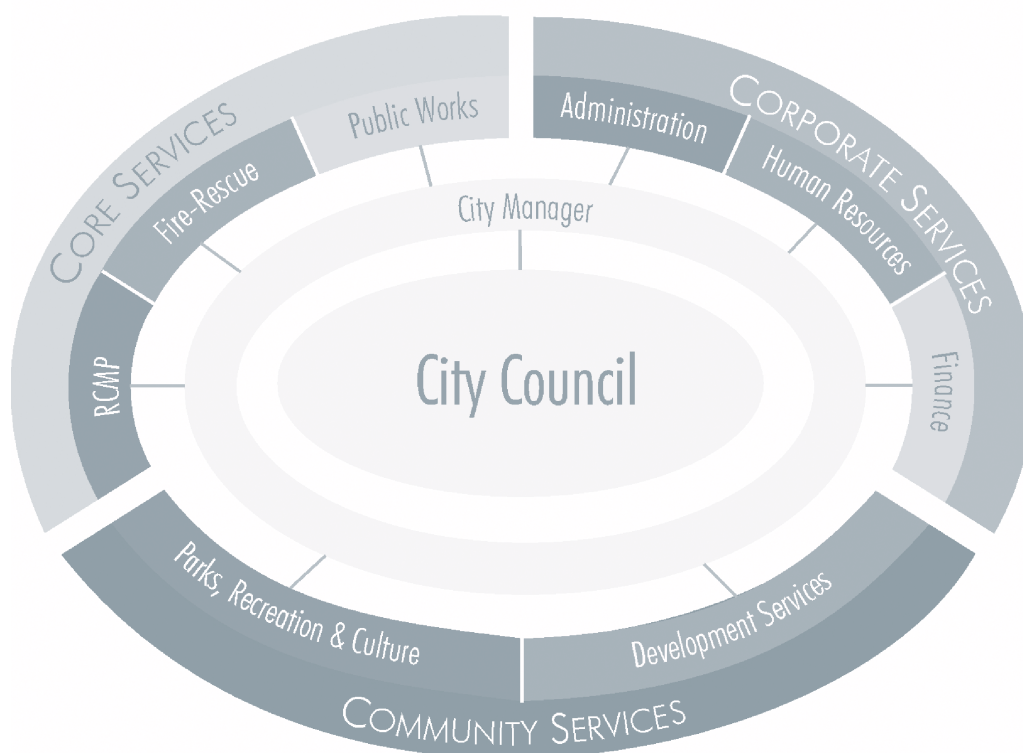 CORE SERVICES
Public Works
Fire-Rescue
RCMP
CORPORATE SERVICES
Administration
Human Resources
Finance
City Manager
City Council
Parks, Recreation & Culture
Development Services
COMMUNITY SERVICES